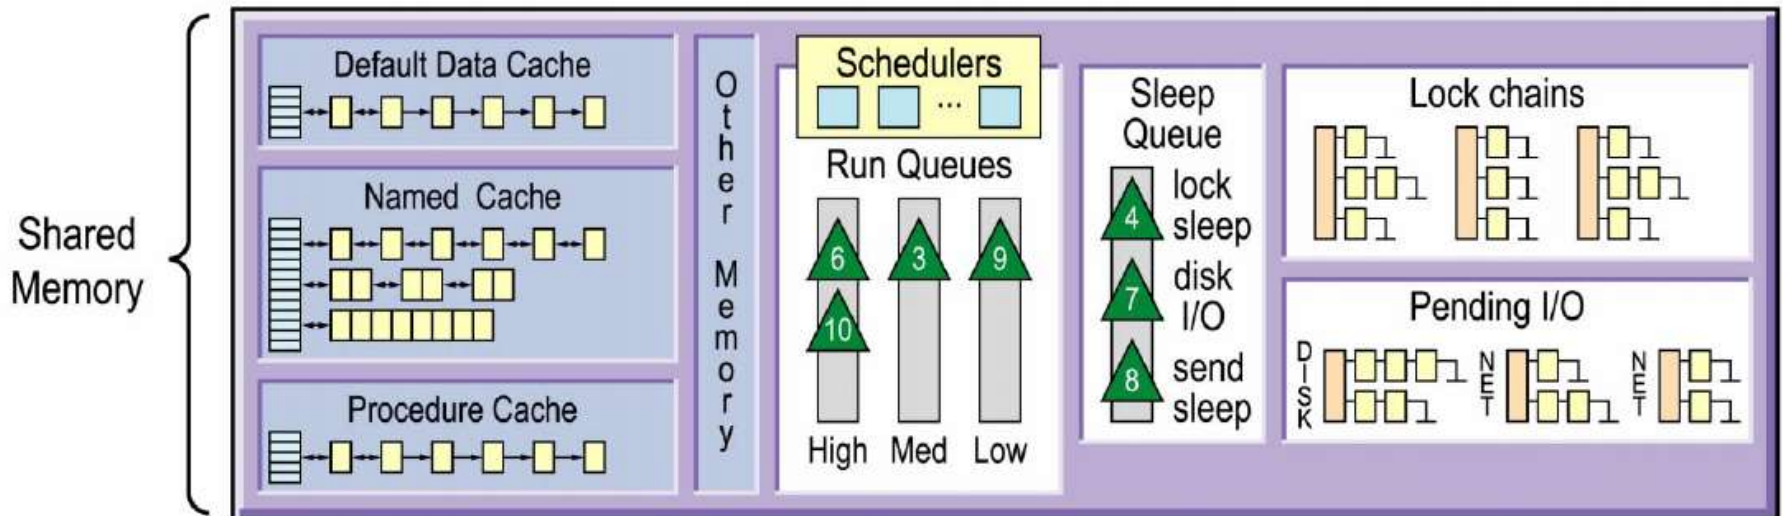 Shared
Memory
Default Data Cache
Named Cache
Procedure Cache
Other
Memory
Schedulers
...
Run Queues
6
10
3
9
High Med Low
Sleep
Queue
4
lock
sleep
7
disk
I/O
8
send
sleep
Lock chains
Pending I/O
DISK
NET
NET